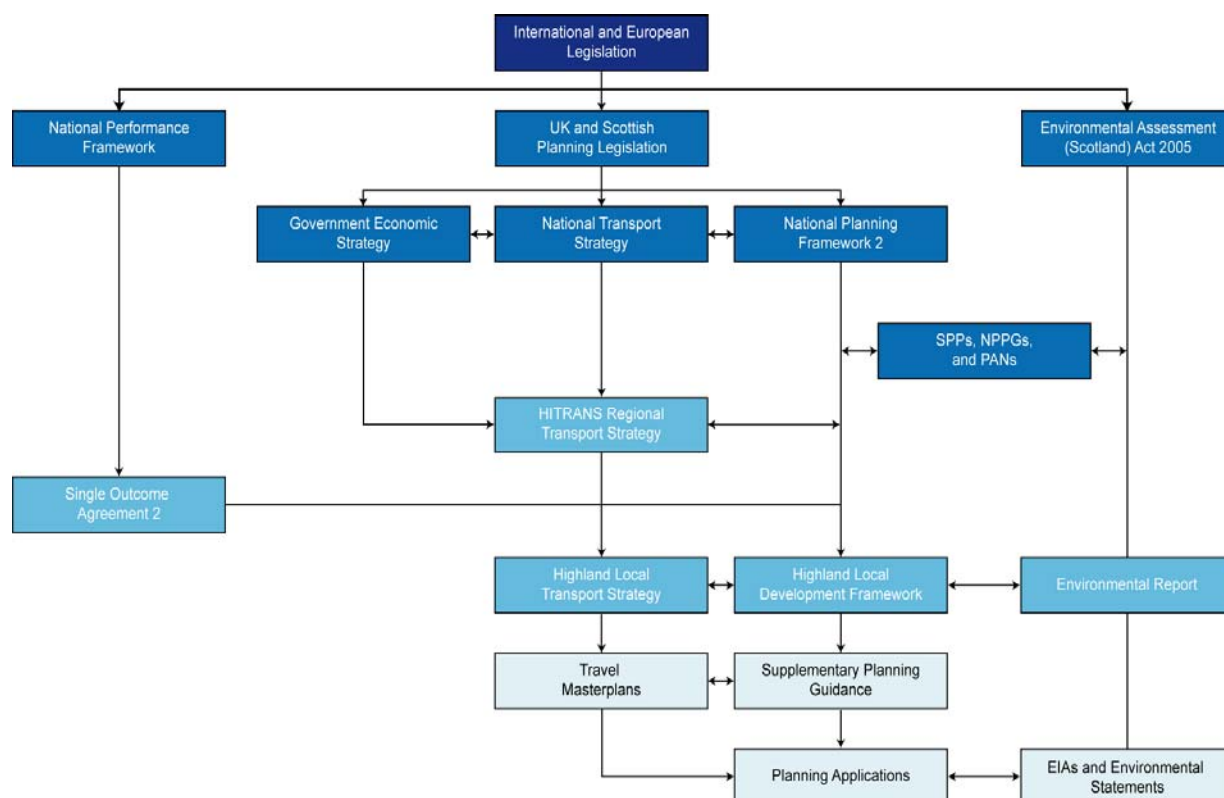 International and European
Legislation
National Performance
Framework
UK and Scottish
Planning Legislation
Environmental Assessment
(Scotland) Act 2005
Government Economic
Strategy
National Transport
Strategy
National Planning
Framework 2
SPPs, NPPGs,
and PANs
HITRANS Regional
Transport Strategy
Single Outcome
Agreement 2
Highland Local
Transport Strategy
Highland Local
Development Framework
Environmental Report
Travel
Masterplans
Supplementary Planning
Guidance
Planning Applications
EIAs and Environmental
Statements